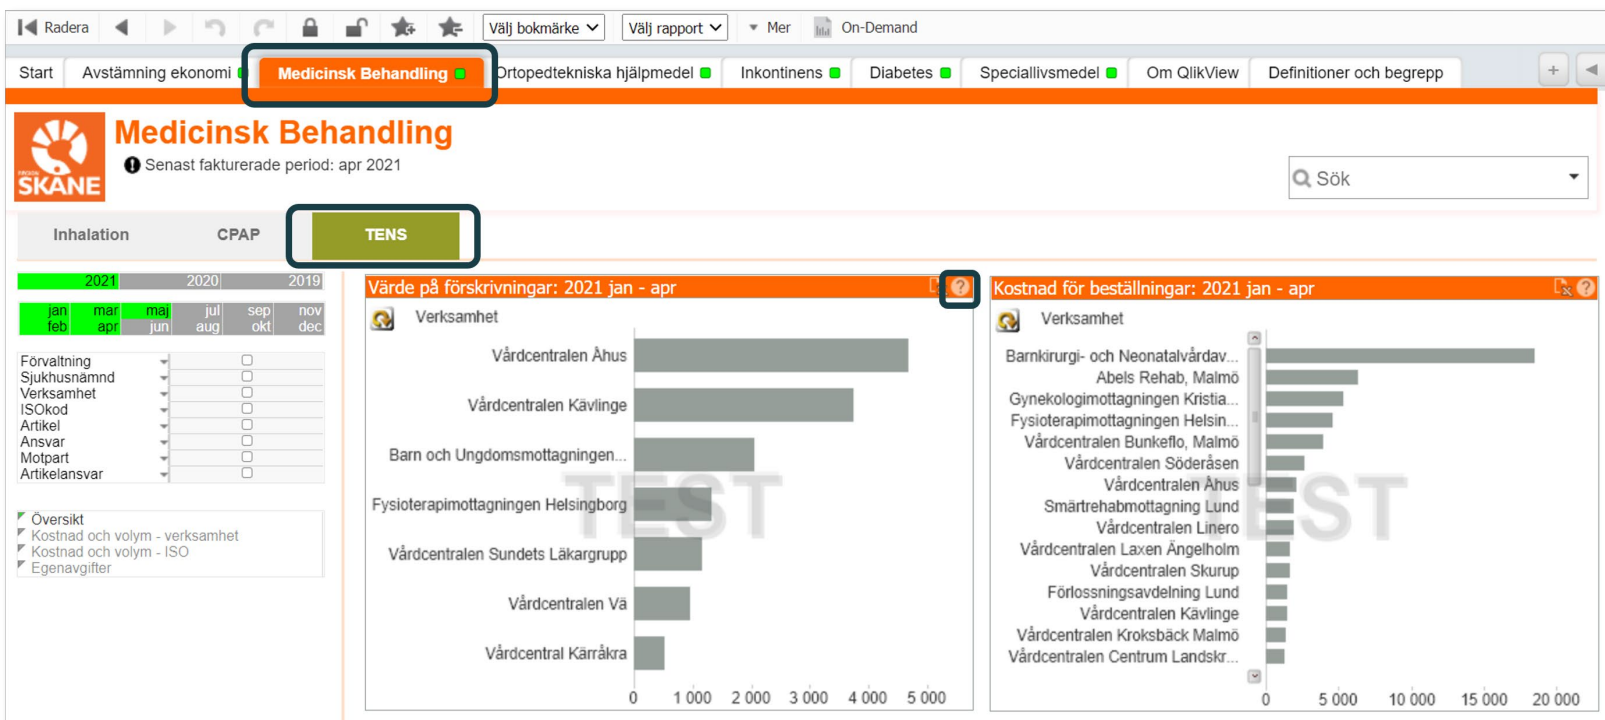 Radera Välj bokmärke Välj rapport Mer On-Demand
Start Avstämning ekonomi Medicinsk Behandling Ortopedtekniska hjälpmedel Inkontinens Diabetes Speciallivsmedel Om QlikView Definitioner och begrepp
Medicinsk Behandling
Senast fakturerade period: apr 2021
REGION
SKÅNE
Sök
Inhalation CPAP TENS
2021 2020 2019
jan mar maj jul sep nov
feb apr jun aug okt dec
Förvaltning
Sjukhusnämnd
Verksamhet
ISOkod
Artikel
Ansvar
Motpart
Artikelansvar
Översikt
Kostnad och volym - verksamhet
Kostnad och volym - ISO
Egenavgifter
Värde på förskrivningar: 2021 jan - apr
Verksamhet
Vårdcentralen Åhus
Vårdcentralen Kävlinge
Barn och Ungdomsmottagningen...
Fysioterapimottagningen Helsingborg
Vårdcentralen Sundets Läkargrupp
Vårdcentralen Vä
Vårdcentral Kärråkra
0 1 000 2 000 3 000 4 000 5 000
TEST
Kostnad för beställningar: 2021 jan - apr
Verksamhet
Barnkirurgi- och Neonatalvårdav...
Abels Rehab, Malmö
Gynekologimottagningen Kristia...
Fysioterapimottagningen Helsin...
Vårdcentralen Bunkeflo, Malmö
Vårdcentralen Söderåsen
Vårdcentralen Åhus
Smärtrehabmottagning Lund
Vårdcentralen Linero
Vårdcentralen Laxen Ängelholm
Vårdcentralen Skurup
Förlossningsavdelning Lund
Vårdcentralen Kävlinge
Vårdcentralen Kroksbäck Malmö
Vårdcentralen Centrum Landskr...
0 5 000 10 000 15 000 20 000
TEST